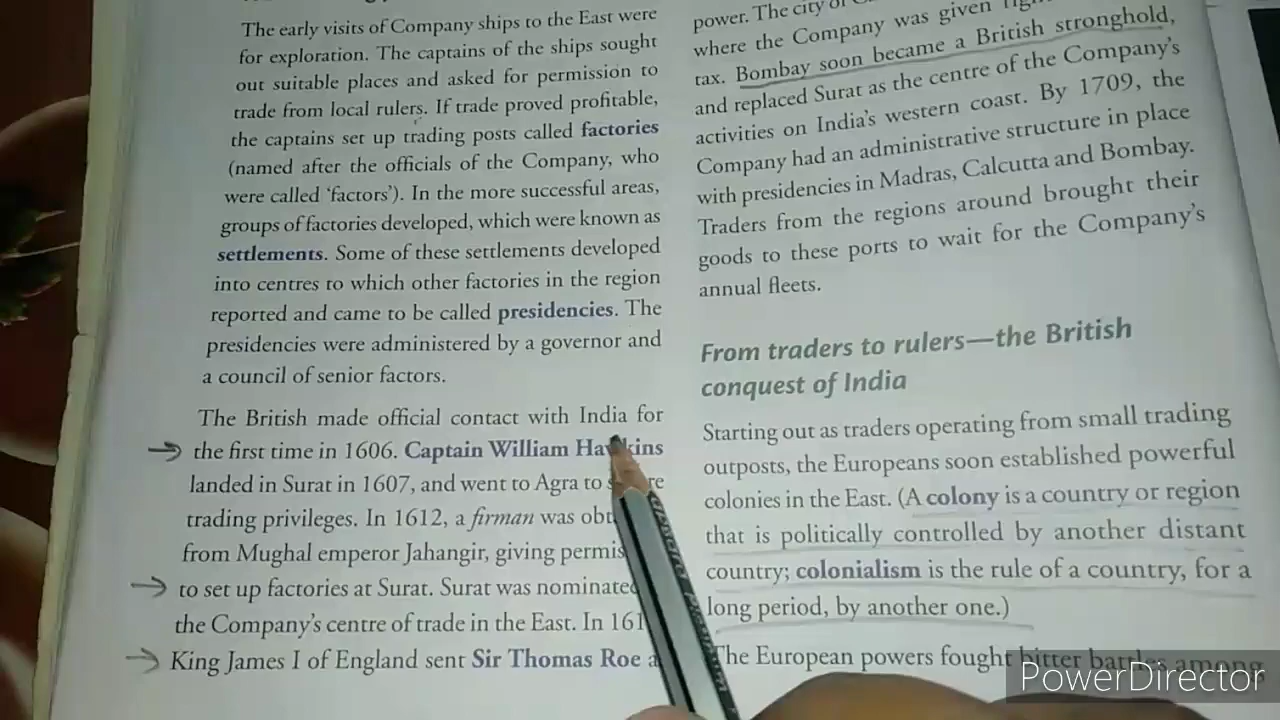 The early visits of Company ships to the East were
for exploration. The captains of the ships sought
out suitable places and asked for permission to
trade from local rulers. If trade proved profitable,
the captains set up trading posts called factories
(named after the officials of the Company, who
were called ‘factors’). In the more successful areas,
groups of factories developed, which were known as
settlements. Some of these settlements developed
into centres to which other factories in the region
reported and came to be called presidencies. The
presidencies were administered by a governor and
a council of senior factors.
The British made official contact with India for
the first time in 1606. Captain William Hawkins
landed in Surat in 1607, and went to Agra to
trading privileges. In 1612, a firman was
from Mughal emperor Jahangir, giving
to set up factories at Surat. Surat was nominated
the Company’s centre of trade in the East. In
King James I of England sent Sir Thomas Roe
power. The city of
where the Company was given
tax. Bombay soon became a British stronghold,
and replaced Surat as the centre of the Company’s
activities on India’s western coast. By 1709, the
Company had an administrative structure in place
with presidencies in Madras, Calcutta and Bombay.
Traders from the regions around brought their
goods to these ports to wait for the Company’s
annual fleets.
From traders to rulers—the British
conquest of India
Starting out as traders operating from small trading
outposts, the Europeans soon established powerful
colonies in the East. (A colony is a country or region
that is politically controlled by another distant
country; colonialism is the rule of a country, for a
long period, by another one.)
The European powers fought bitter battles among
PowerDirector